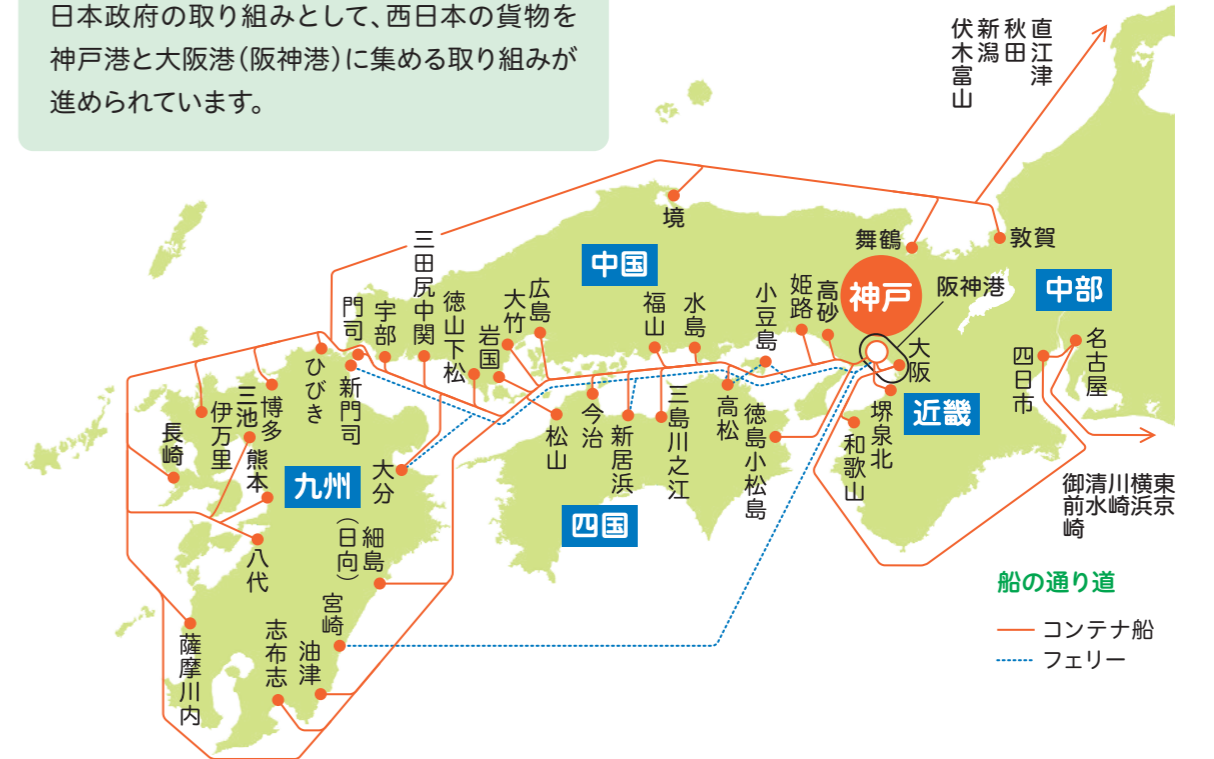 日本政府の取り組みとして、西日本の貨物を
神戸港と大阪港(阪神港)に集める取り組みが
進められています。
直江津
秋田
新潟
伏木富山
境
舞鶴
敦賀
中国
神戸
阪神港
中部
三田尻中関
門司
宇部
徳山下松
岩国
大竹
広島
福山
水島
小豆島
姫路
高砂
大阪
名古屋
四日市
ひびき
新門司
博多
伊万里
三池
長崎
熊本
九州
大分
松山
今治
新居浜
三島川之江
高松
徳島小松島
和歌山
堺泉北
近畿
四国
東京
横浜
川崎
清水
御前崎
八代
細島
(日向)
宮崎
油津
志布志
薩摩川内
船の通り道
コンテナ船
フェリー